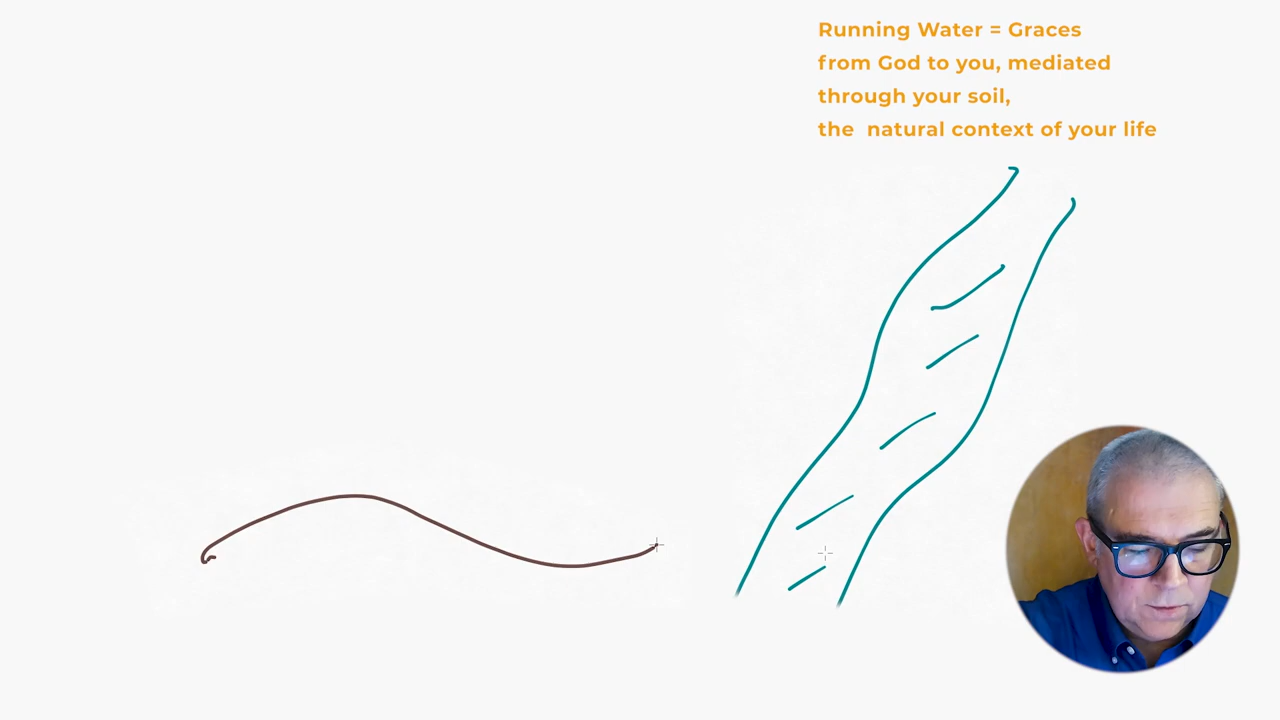 Running Water = Graces
from God to you, mediated
through your soil,
the  natural context of your life